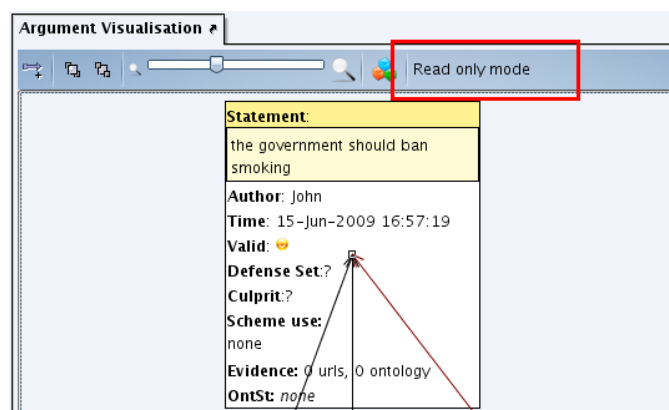 Argument Visualisation
Read only mode
Statement:
the government should ban
smoking
Author: John
Time: 15-Jun-2009 16:57:19
Valid:
Defense Set:?
Culprit:?
Scheme use:
none
Evidence: 0 urls, 0 ontology
OntSt: none